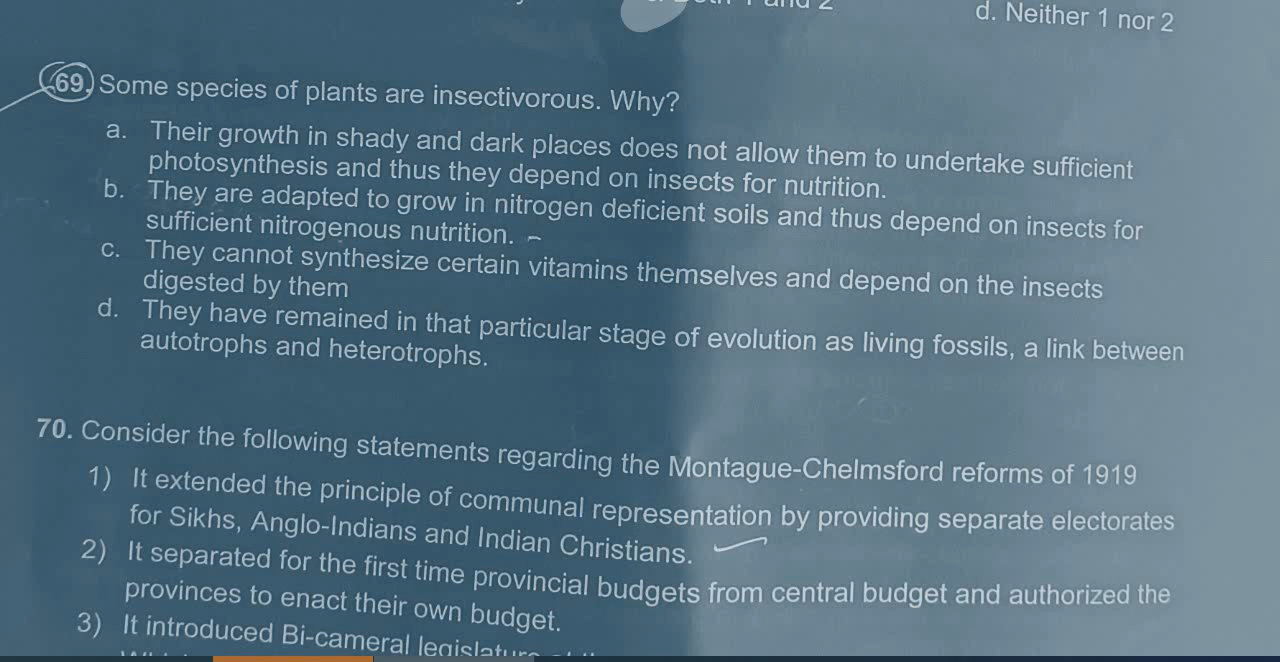 1 and 2
d. Neither 1 nor 2
69. Some species of plants are insectivorous. Why?
a. Their growth in shady and dark places does not allow them to undertake sufficient
photosynthesis and thus they depend on insects for nutrition.
b. They are adapted to grow in nitrogen deficient soils and thus depend on insects for
sufficient nitrogenous nutrition.
c. They cannot synthesize certain vitamins themselves and depend on the insects
digested by them
d. They have remained in that particular stage of evolution as living fossils, a link between
autotrophs and heterotrophs.
70. Consider the following statements regarding the Montague-Chelmsford reforms of 1919
1) It extended the principle of communal representation by providing separate electorates
for Sikhs, Anglo-Indians and Indian Christians.
2) It separated for the first time provincial budgets from central budget and authorized the
provinces to enact their own budget.
3) It introduced Bi-cameral legislature